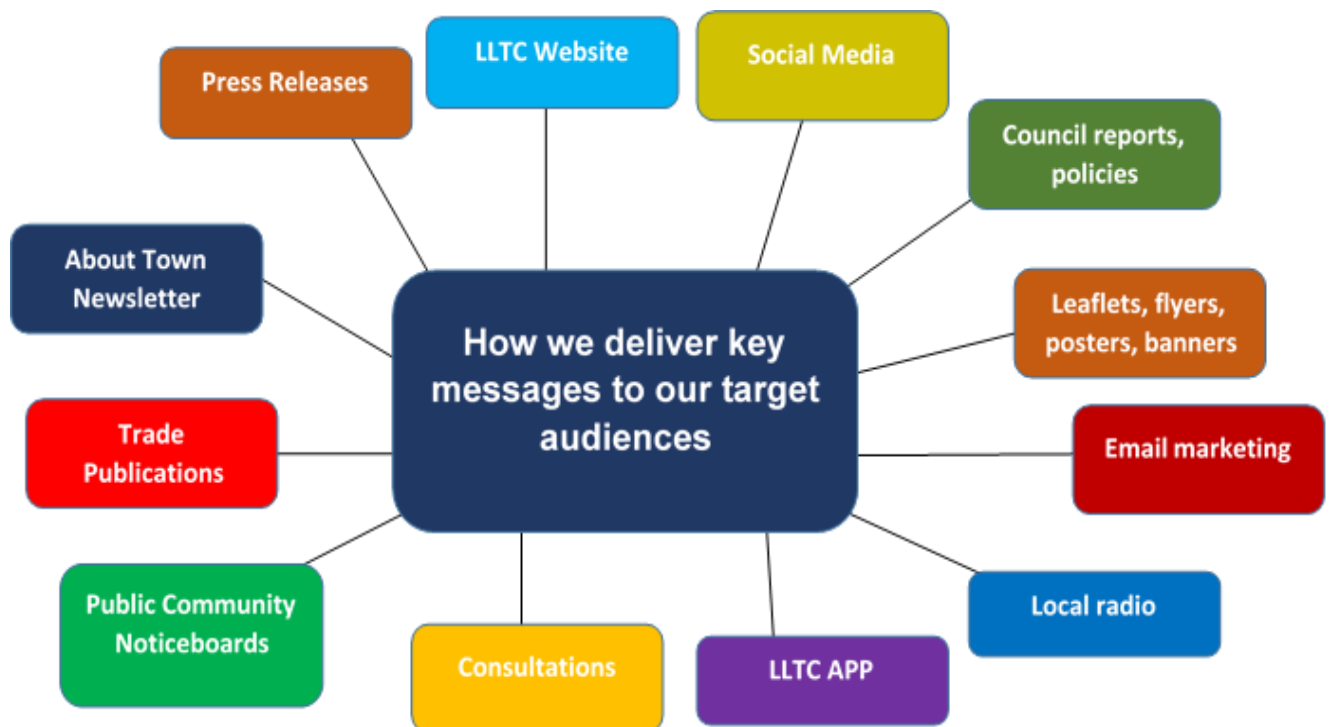 LLTC Website
Social Media
Press Releases
Council reports,
policies
About Town
Newsletter
Leaflets, flyers,
posters, banners
How we deliver key
messages to our target
audiences
Trade
Publications
Email marketing
Public Community
Noticeboards
Local radio
Consultations
LLTC APP